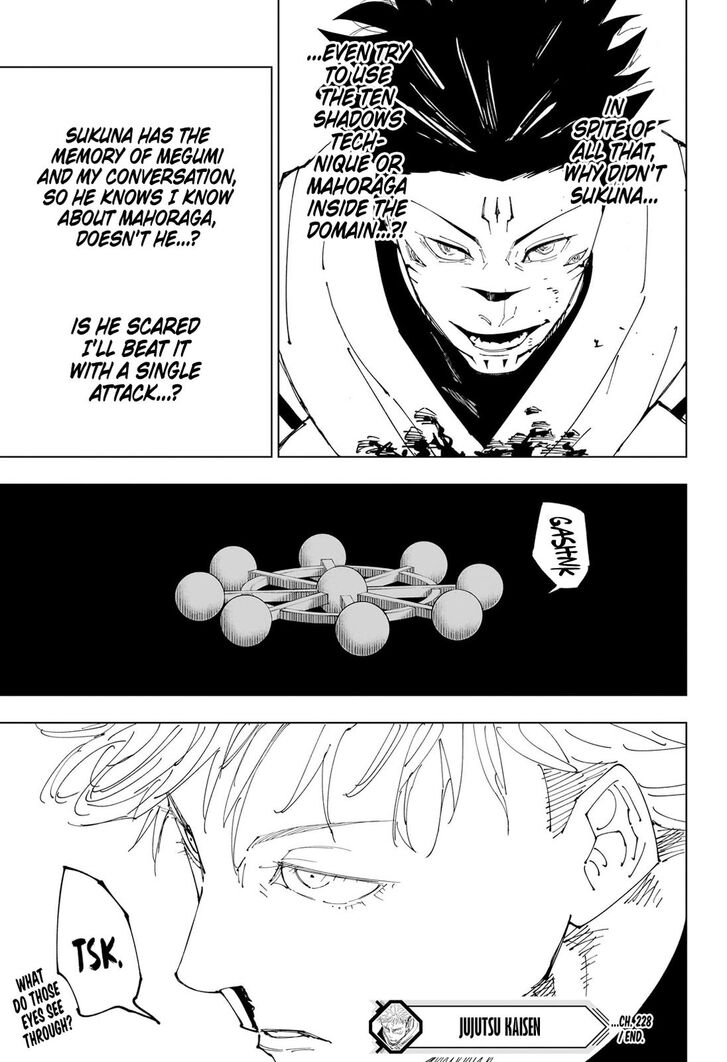 IN
SPITE OF
ALL THAT,
WHY DIDN'T
SUKUNA...
...EVEN TRY
TO USE
THE TEN
SHADOWS
TECH-
NIQUE OR
MAHORAGA
INSIDE THE
DOMAIN...?!
SUKUNA HAS THE
MEMORY OF MEGUMI
AND MY CONVERSATION,
SO HE KNOWS I KNOW
ABOUT MAHORAGA,
DOESN'T HE...?
IS HE SCARED
I'LL BEAT IT
WITH A SINGLE
ATTACK...?
GASHNK
TSK.
WHAT
DO THOSE
EYES SEE
THROUGH?
JUJUTSU KAISEN
...CH. 228
/ END.